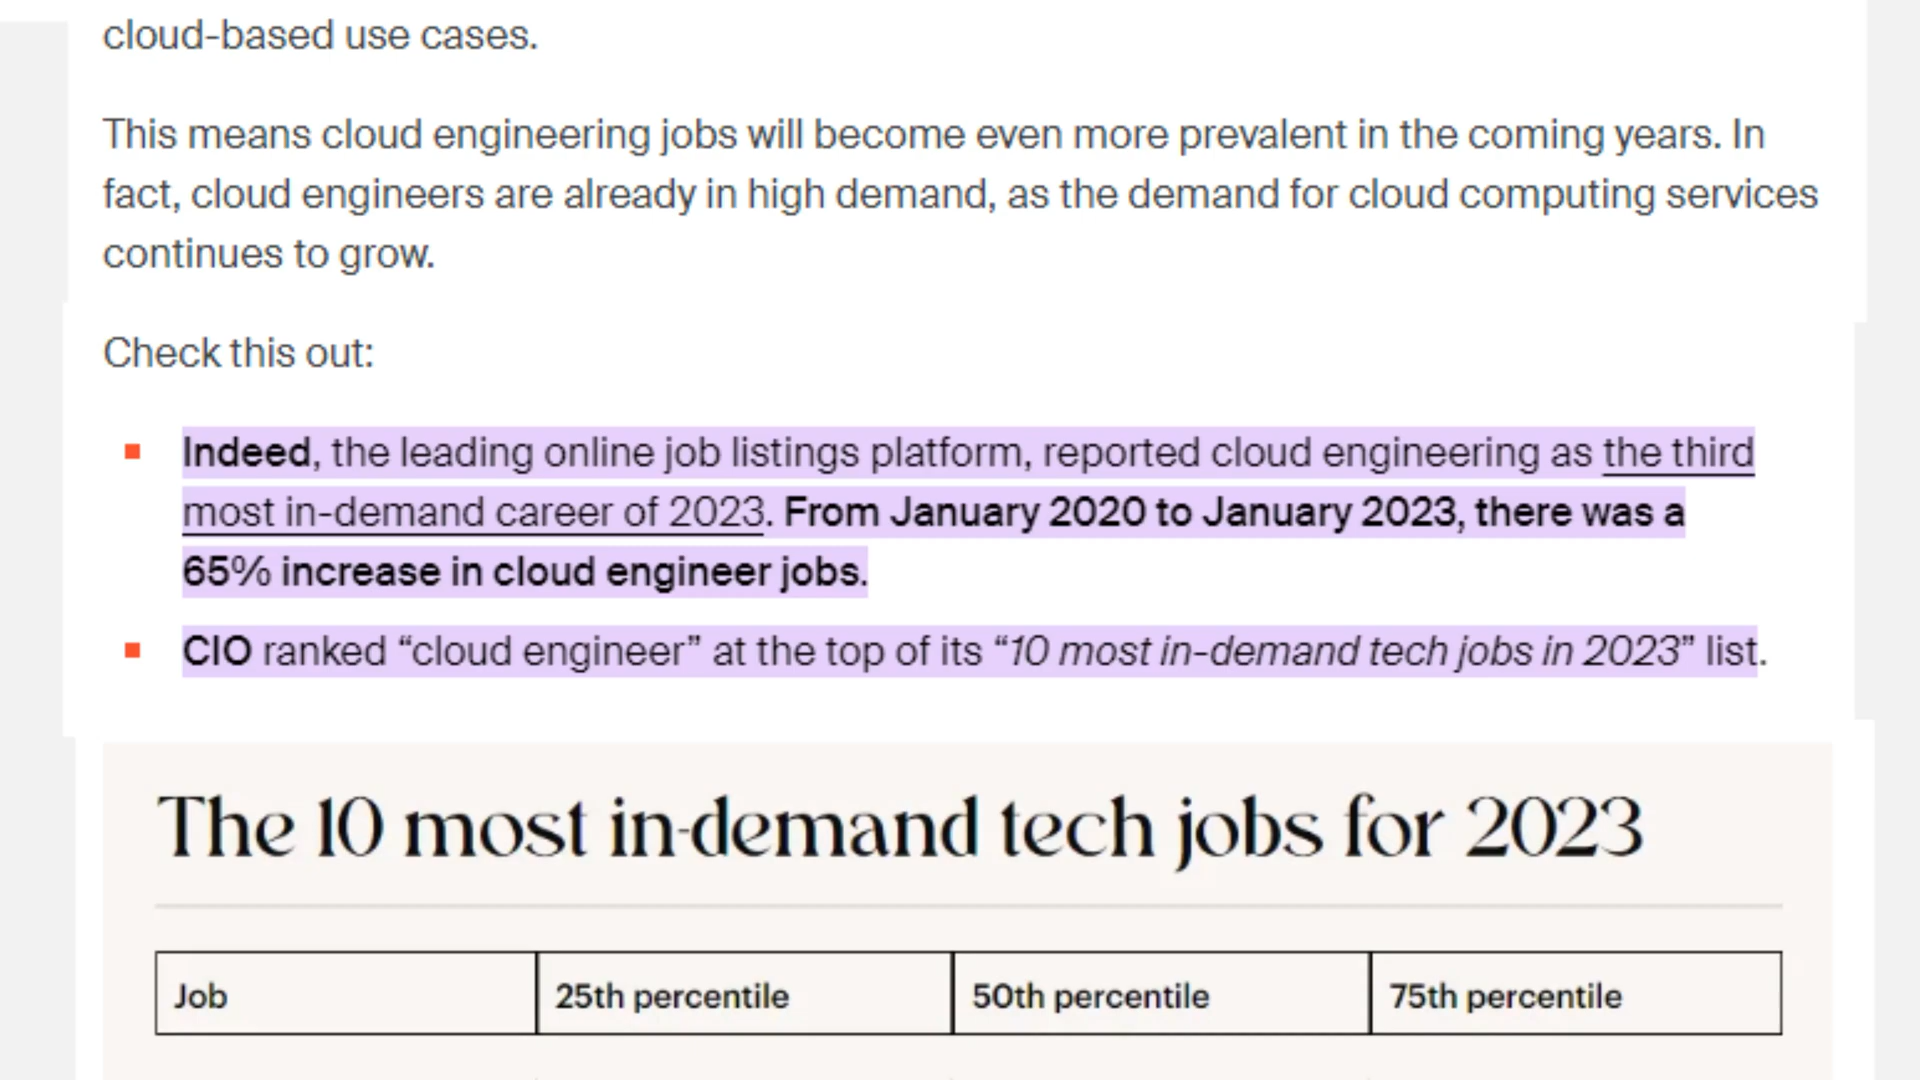 cloud-based use cases.
This means cloud engineering jobs will become even more prevalent in the coming years. In
fact, cloud engineers are already in high demand, as the demand for cloud computing services
continues to grow.
Check this out:
Indeed, the leading online job listings platform, reported cloud engineering as the third
most in-demand career of 2023. From January 2020 to January 2023, there was a
65% increase in cloud engineer jobs.
CIO ranked “cloud engineer” at the top of its “10 most in-demand tech jobs in 2023” list.
The 10 most in-demand tech jobs for 2023
Job 25th percentile 50th percentile 75th percentile